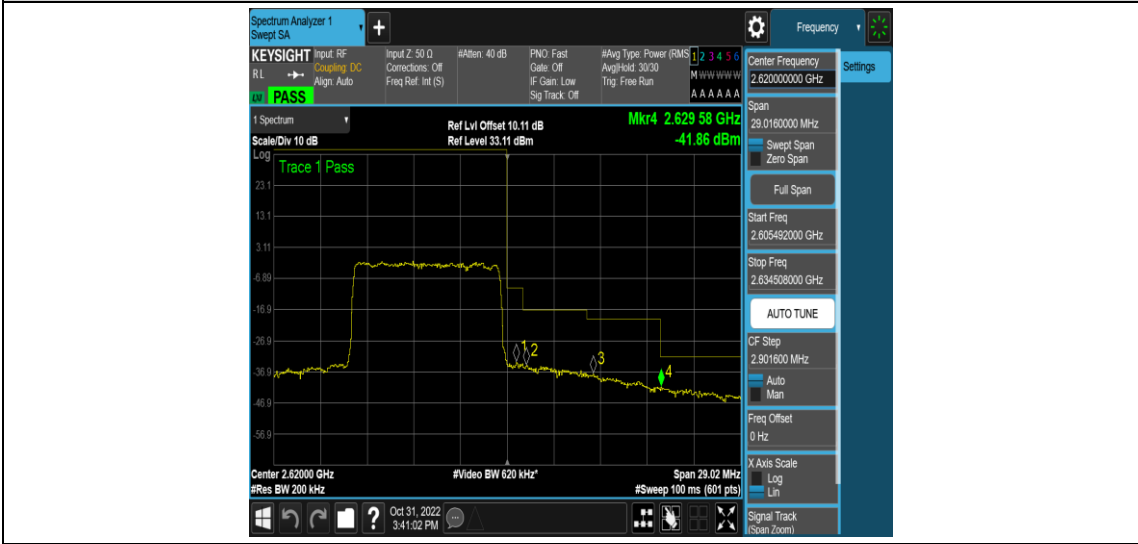 Spectrum Analyzer 1
Swept SA
+
Frequency
KEYSIGHT
Input: RF
Coupling: DC
Align: Auto
RL
LXI
PASS
Input Z: 50 Ω
Corrections: Off
Freq Ref: Int (S)
#Atten: 40 dB
PNO: Fast
Gate: Off
IF Gain: Low
Sig Track: Off
#Avg Type: Power (RMS
Avg|Hold: 30/30
Trig: Free Run
1 2 3 4 5 6
M W W W W W
A A A A A A
1 Spectrum
Scale/Div 10 dB
Ref Lvl Offset 10.11 dB
Ref Level 33.11 dBm
Mkr4 2.629 58 GHz
-41.86 dBm
Log
Trace 1 Pass
23.1
13.1
3.11
-6.89
-16.9
-26.9
-36.9
-46.9
-56.9
1
2
3
4
Center 2.62000 GHz
#Res BW 200 kHz
#Video BW 620 kHz*
Span 29.02 MHz
#Sweep 100 ms (601 pts)
?
Oct 31, 2022
3:41:02 PM
Center Frequency
2.620000000 GHz
Settings
Span
29.0160000 MHz
Swept Span
Zero Span
Full Span
Start Freq
2.605492000 GHz
Stop Freq
2.634508000 GHz
AUTO TUNE
CF Step
2.901600 MHz
Auto
Man
Freq Offset
0 Hz
X Axis Scale
Log
Lin
Signal Track
(Span Zoom)